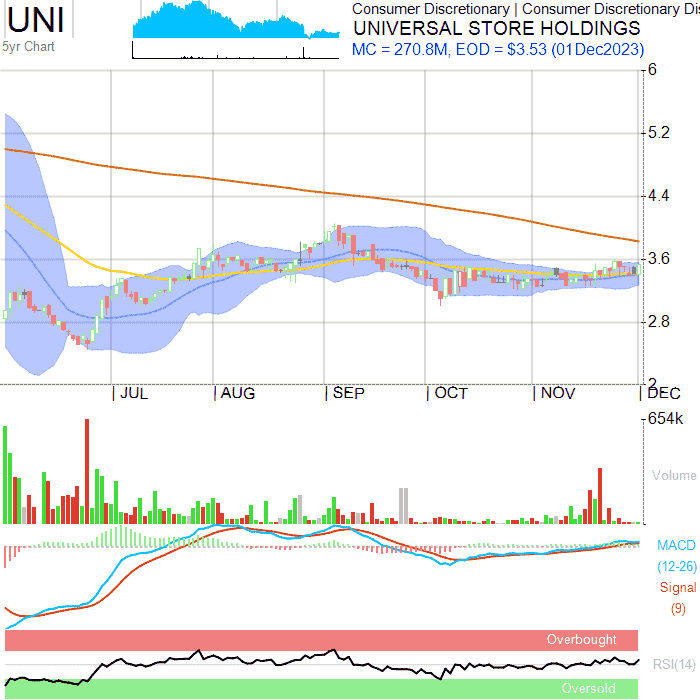 UNI
5yr Chart
Consumer Discretionary | Consumer Discretionary Dis
UNIVERSAL STORE HOLDINGS
MC = 270.8M, EOD = $3.53 (01Dec2023)
6
5.2
4.4
3.6
2.8
2
JUL AUG SEP OCT NOV DEC
654k
Volume
MACD
(12-26)
Signal
(9)
Overbought
RSI(14)
Oversold